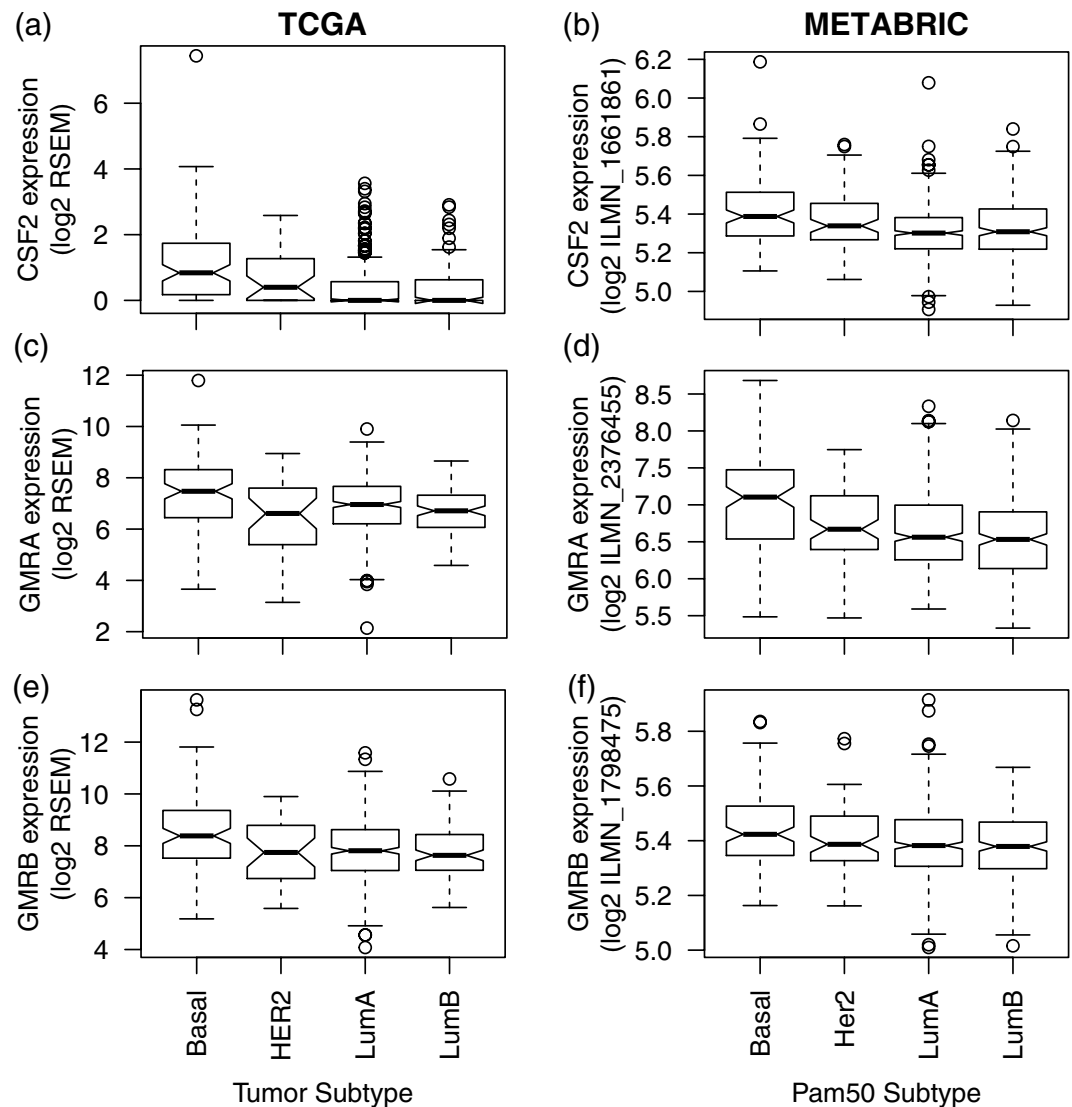 (a)
TCGA
CSF2 expression
(log2 RSEM)
6
4
2
0
(b)
METABRIC
CSF2 expression
(log2 ILMN_1661861)
6.2
6.0
5.8
5.6
5.4
5.2
5.0
(c)
GMRA expression
(log2 RSEM)
12
10
8
6
4
2
(d)
GMRA expression
(log2 ILMN_2376455)
8.5
8.0
7.5
7.0
6.5
6.0
5.5
(e)
GMRB expression
(log2 RSEM)
12
10
8
6
4
Basal
HER2
LumA
LumB
Tumor Subtype
(f)
GMRB expression
(log2 ILMN_1798475)
5.8
5.6
5.4
5.2
5.0
Basal
Her2
LumA
LumB
Pam50 Subtype